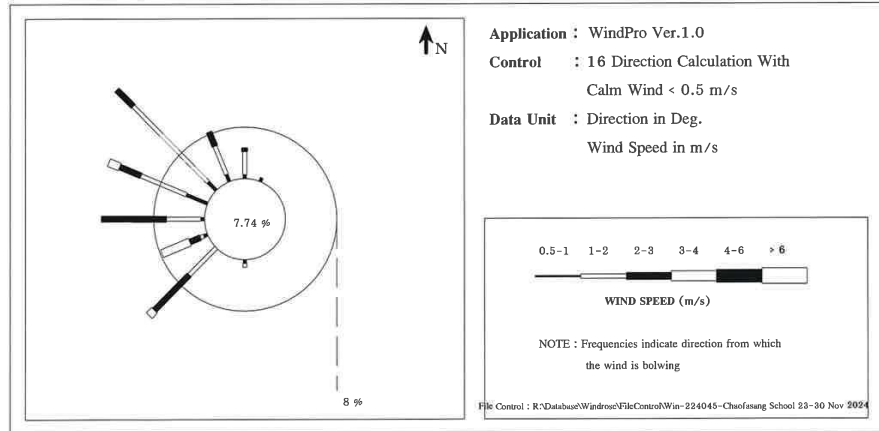 N
7.74 %
8 %
Application : WindPro Ver.1.0
Control : 16 Direction Calculation With
Calm Wind < 0.5 m/s
Data Unit : Direction in Deg.
Wind Speed in m/s
0.5-1 1-2 2-3 3-4 4-6 > 6
WIND SPEED (m/s)
NOTE : Frequencies indicate direction from which
the wind is bolwing
File Control : R:\Database\Windrose\FileControl\Win-224045-Chaofasang School 23-30 Nov 2024